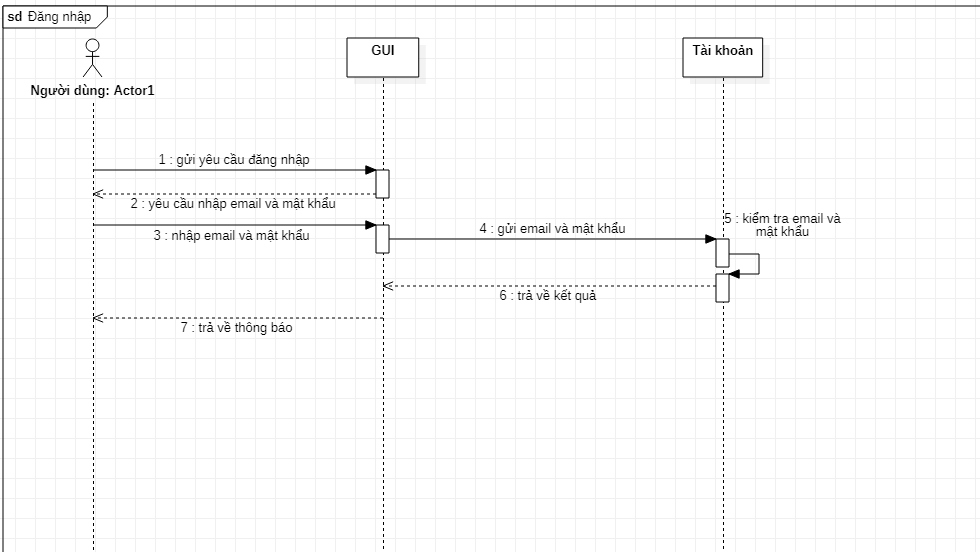 sd Đăng nhập
GUI
Tài khoản
Người dùng: Actor1
1 : gửi yêu cầu đăng nhập
2 : yêu cầu nhập email và mật khẩu
3 : nhập email và mật khẩu
4 : gửi email và mật khẩu
5 : kiểm tra email và
mật khẩu
6 : trả về kết quả
7 : trả về thông báo